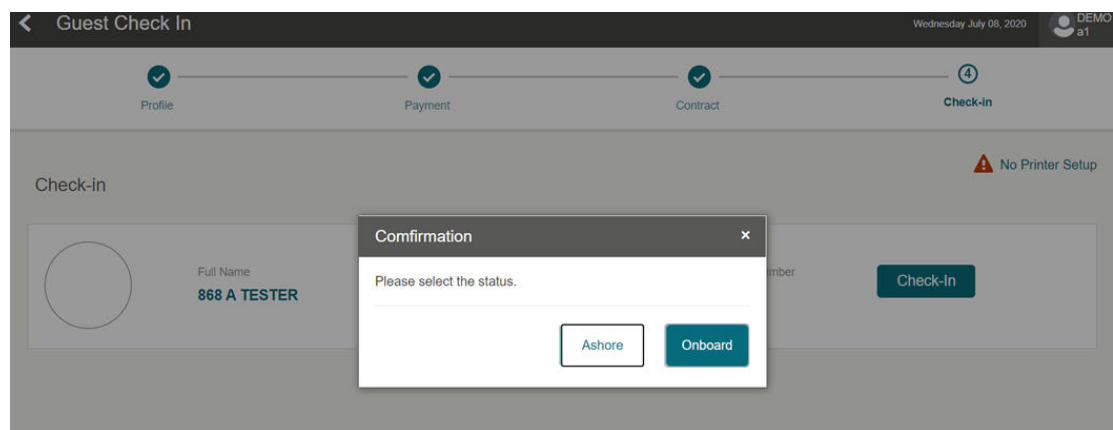 Guest Check In
Wednesday July 08, 2020
DEMO
a1
4
Profile
Payment
Contract
Check-in
No Printer Setup
Check-in
Comfirmation
×
Please select the status.
Full Name
868 A TESTER
mber
Check-In
Ashore
Onboard